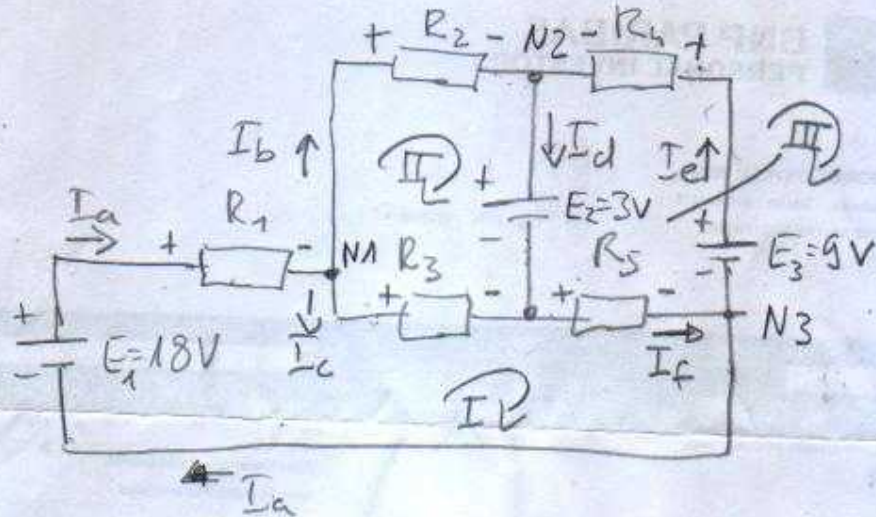 + R2 - N2 - R4 +
Ib ↑ II ↓ Id Ie ↑ III
Ia → + R1 - N1 R3 + - E2=3V R5 + - E3=9V
+ - + - + -
E1=18V ↓ Ic If → N3
I
← Ia